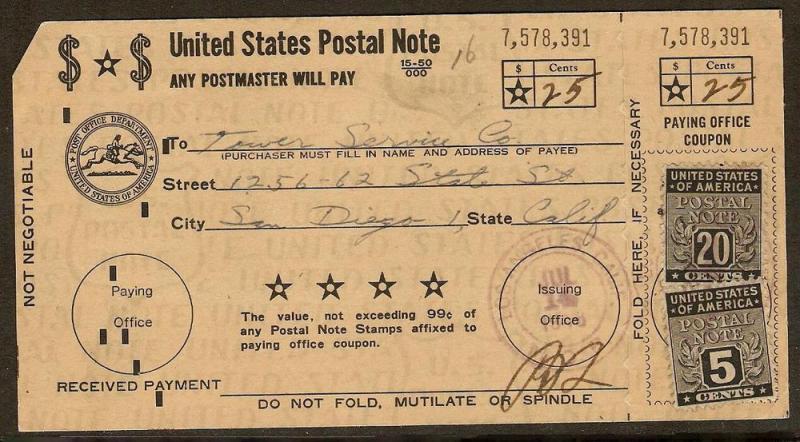 $ ★ $ United States Postal Note
ANY POSTMASTER WILL PAY
15-50
000
16
7,578,391
$ Cents
★ 25
7,578,391
$ Cents
★ 25
PAYING OFFICE
COUPON
POST OFFICE DEPARTMENT
UNITED STATES OF AMERICA
To Tower Service Co.
(PURCHASER MUST FILL IN NAME AND ADDRESS OF PAYEE)
Street 1256-62 State St
City San Diego 1, State Calif
NOT NEGOTIABLE
FOLD HERE, IF NECESSARY
UNITED STATES
OF AMERICA
POSTAL
NOTE
20
CENTS
UNITED STATES
OF AMERICA
POSTAL
NOTE
5
CENTS
Paying
Office
★ ★ ★ ★
The value, not exceeding 99¢ of
any Postal Note Stamps affixed to
paying office coupon.
Issuing
Office
LOS ANGELES
RECEIVED PAYMENT
DO NOT FOLD, MUTILATE OR SPINDLE